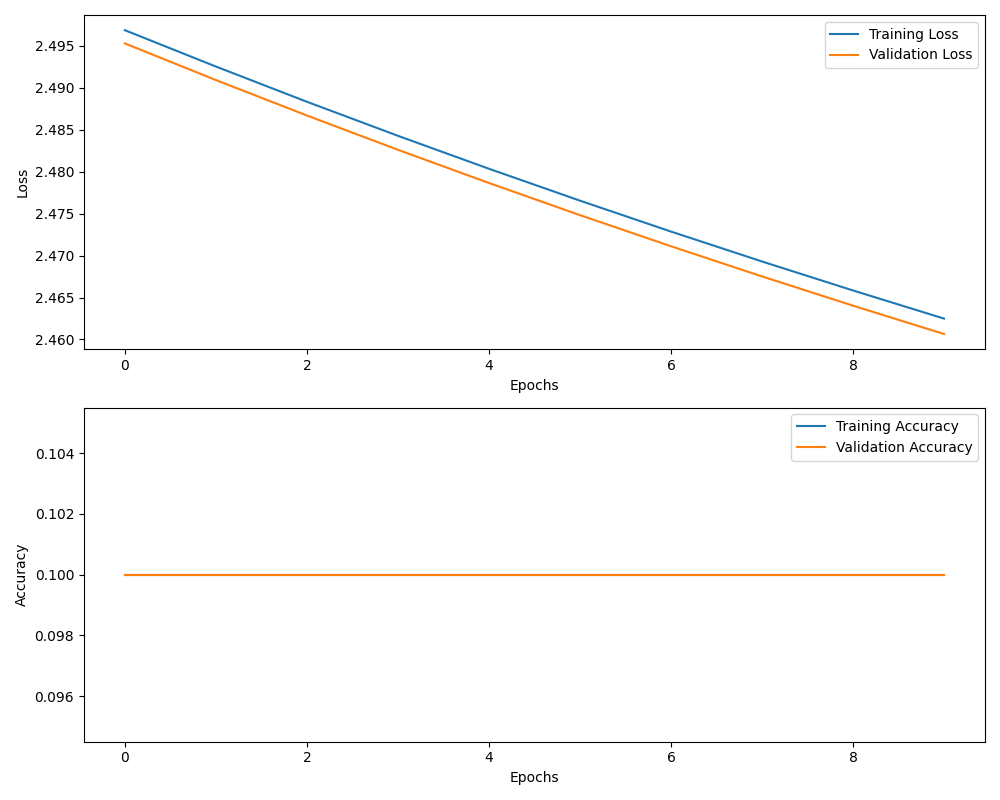 Training Loss
Validation Loss
2.495
2.490
2.485
2.480
2.475
2.470
2.465
2.460
Loss
0 2 4 6 8
Epochs
Training Accuracy
Validation Accuracy
0.104
0.102
0.100
0.098
0.096
Accuracy
0 2 4 6 8
Epochs